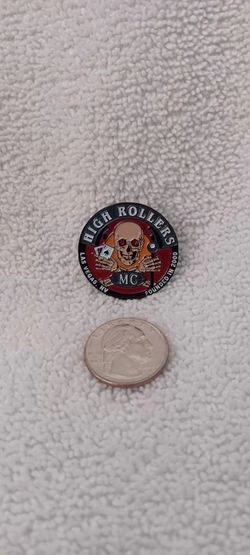 HIGH ROLLERS
MC
LAS VEGAS, NV
FOUNDED IN 2000